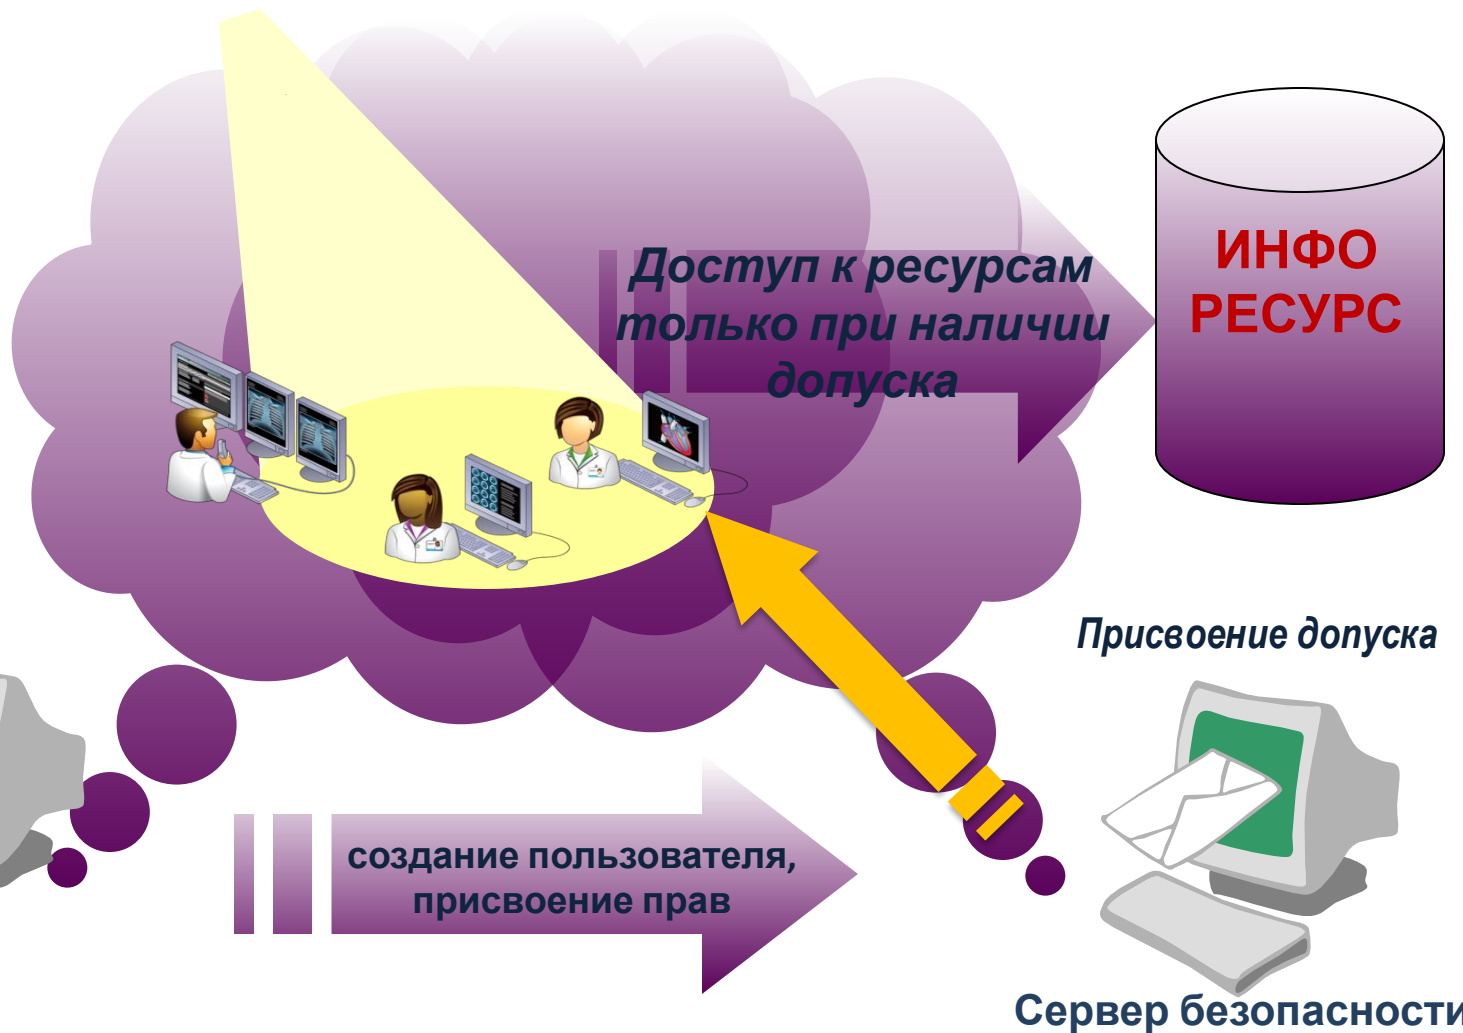 Доступ к ресурсам
только при наличии
допуска
ИНФО
РЕСУРС
Присвоение допуска
создание пользователя,
присвоение прав
Сервер безопасности